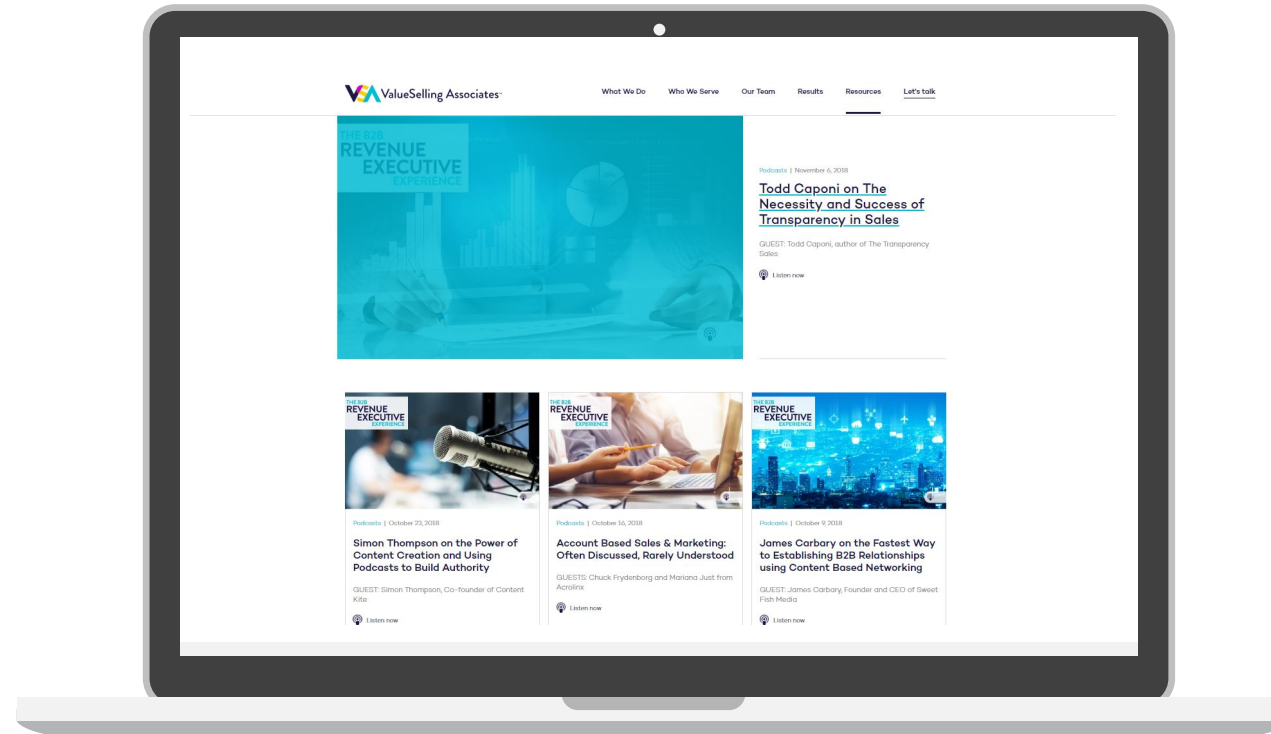 VSA ValueSelling Associates
What We Do Who We Serve Our Team Results Resources Let's talk
THE B2B
REVENUE
EXECUTIVE
EXPERIENCE
Podcasts | November 6, 2018
Todd Caponi on The
Necessity and Success of
Transparency in Sales
GUEST: Todd Caponi, author of The Transparency
Sales
Listen now
THE B2B
REVENUE
EXECUTIVE
EXPERIENCE
Podcasts | October 23, 2018
Simon Thompson on the Power of
Content Creation and Using
Podcasts to Build Authority
GUEST: Simon Thompson, Co-founder of Content
Kite
Listen now
THE B2B
REVENUE
EXECUTIVE
EXPERIENCE
Podcasts | October 16, 2018
Account Based Sales & Marketing:
Often Discussed, Rarely Understood
GUESTS: Chuck Frydenborg and Mariana Just from
Acrolinx
Listen now
THE B2B
REVENUE
EXECUTIVE
EXPERIENCE
Podcasts | October 9, 2018
James Carbary on the Fastest Way
to Establishing B2B Relationships
using Content Based Networking
GUEST: James Carbary, Founder and CEO of Sweet
Fish Media
Listen now